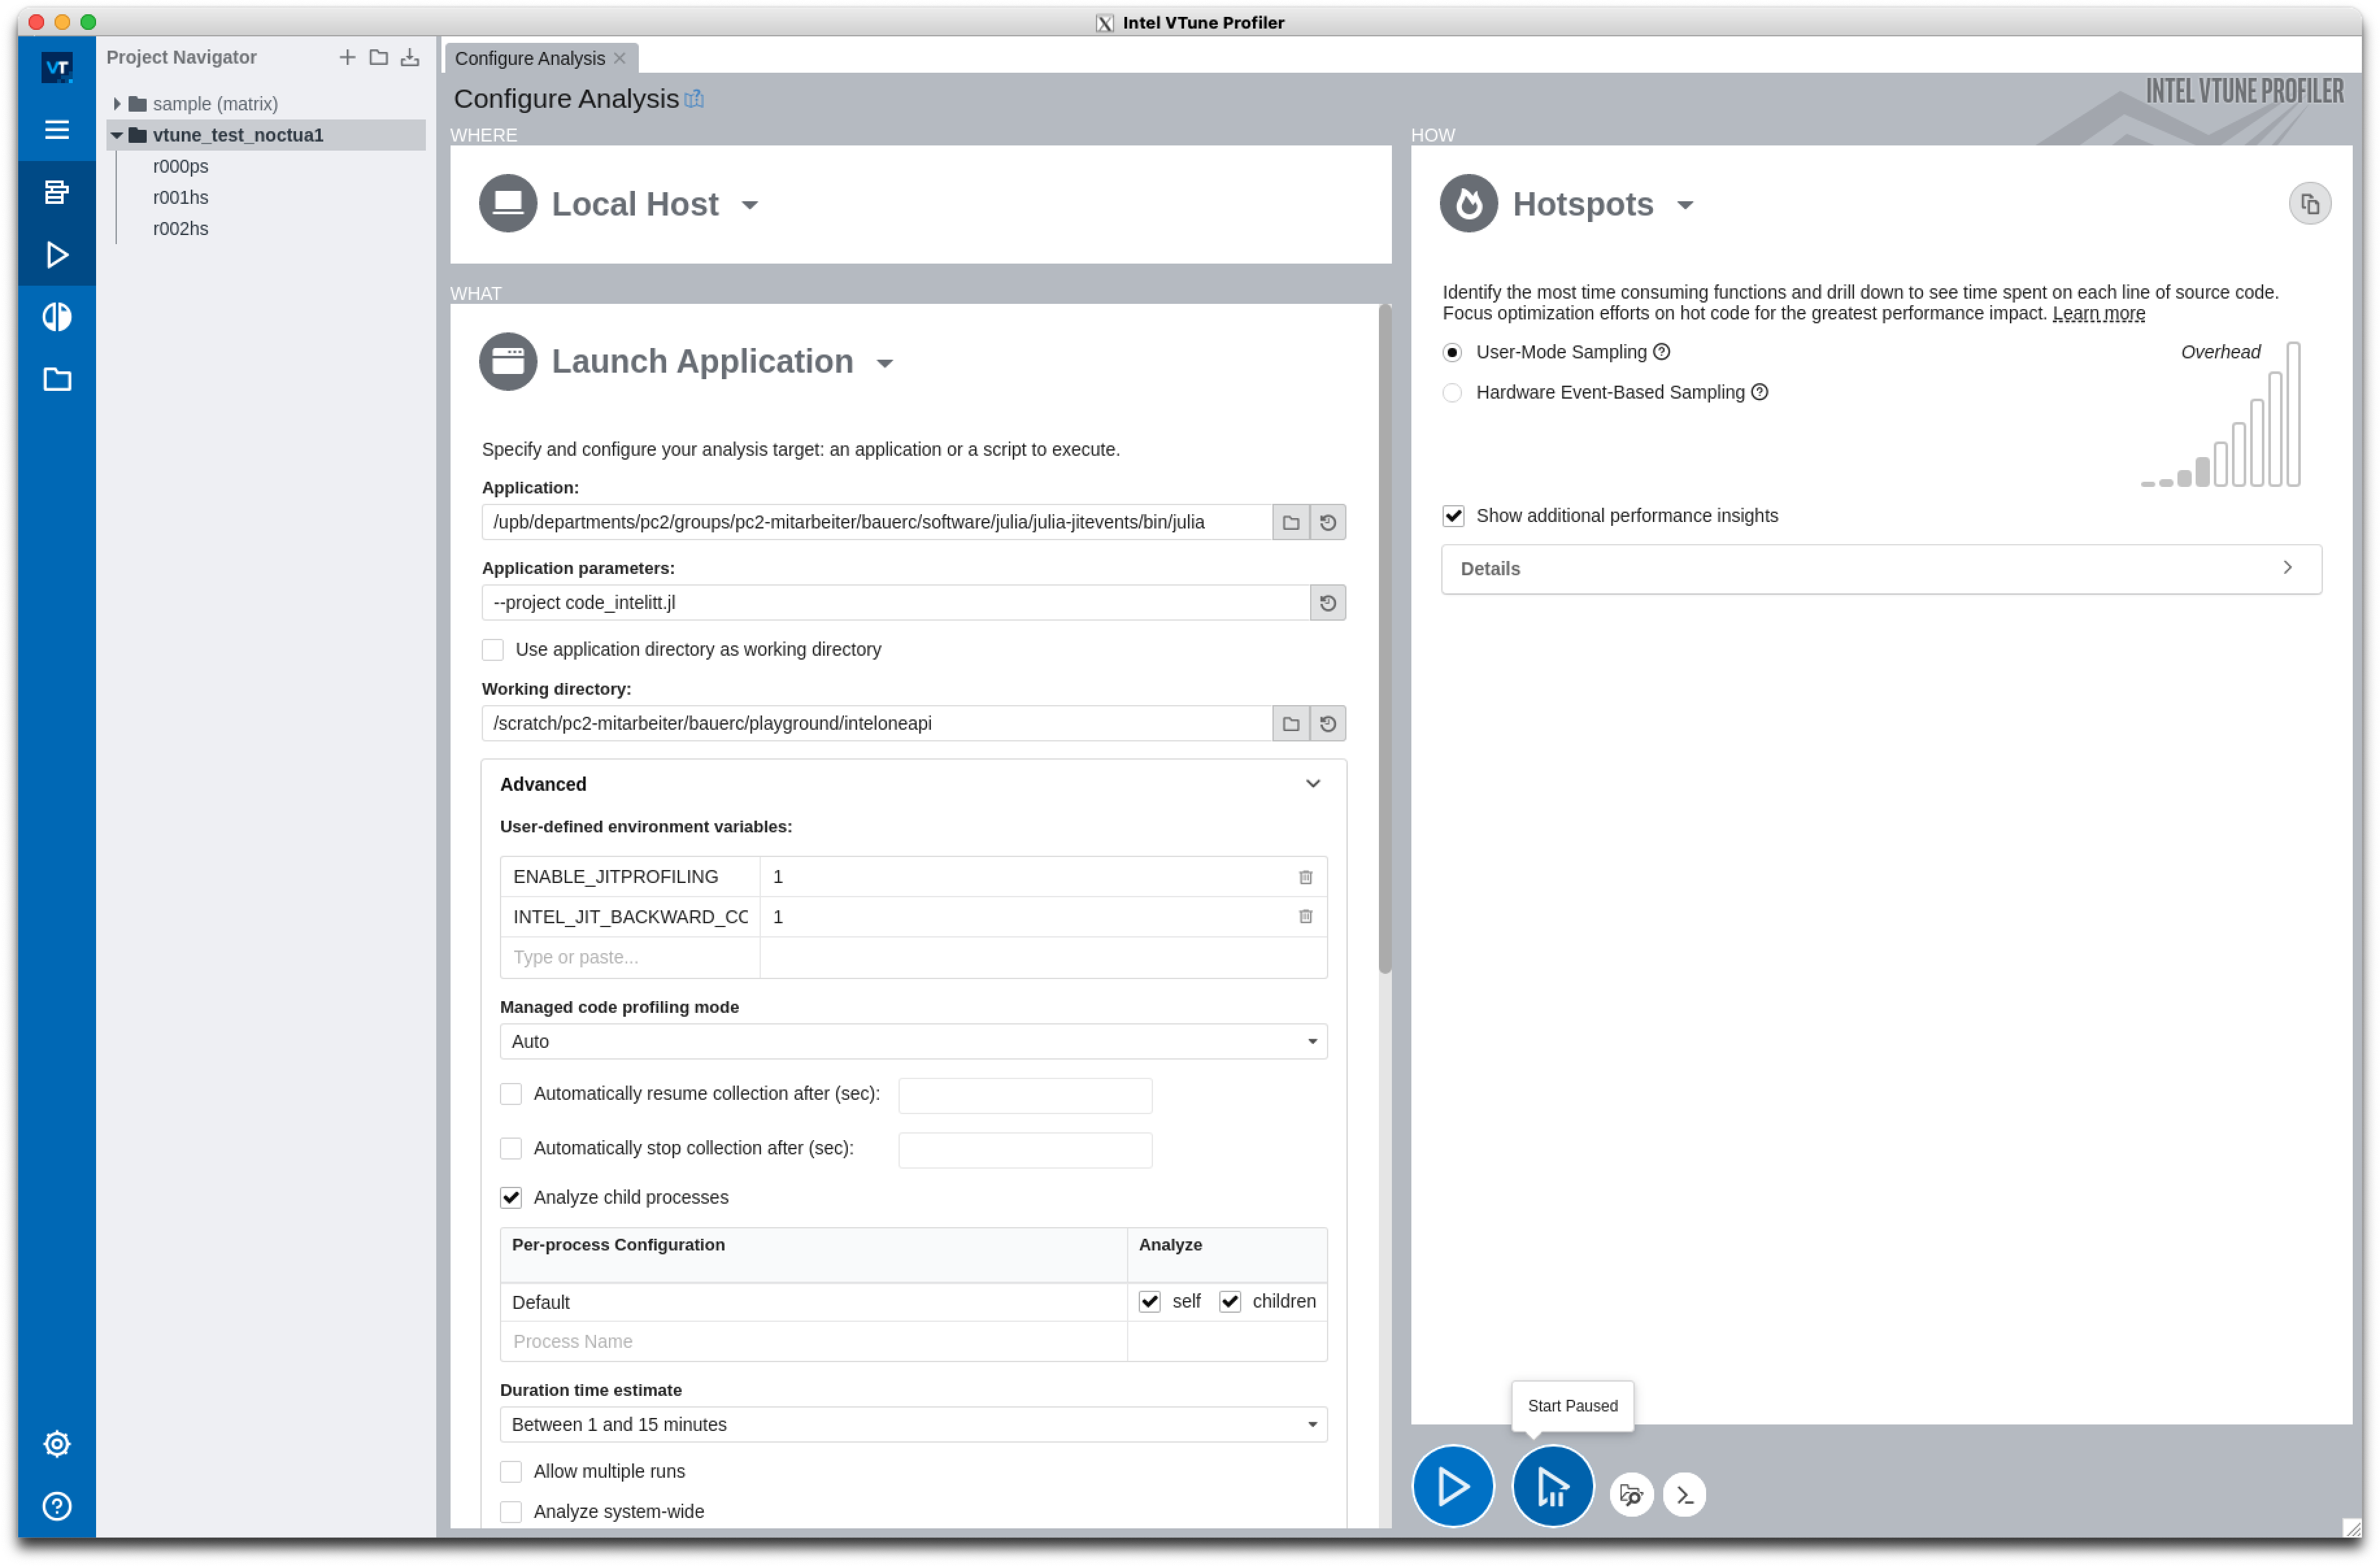 Intel VTune Profiler
VT
Project Navigator
sample (matrix)
vtune_test_noctua1
r000ps
r001hs
r002hs
Configure Analysis
Configure Analysis
INTEL VTUNE PROFILER
WHERE
Local Host
WHAT
Launch Application
Specify and configure your analysis target: an application or a script to execute.
Application:
/upb/departments/pc2/groups/pc2-mitarbeiter/bauerc/software/julia/julia-jitevents/bin/julia
Application parameters:
--project code_intelitt.jl
Use application directory as working directory
Working directory:
/scratch/pc2-mitarbeiter/bauerc/playground/inteloneapi
Advanced
User-defined environment variables:
ENABLE_JITPROFILING 1
INTEL_JIT_BACKWARD_CC 1
Type or paste...
Managed code profiling mode
Auto
Automatically resume collection after (sec):
Automatically stop collection after (sec):
Analyze child processes
Per-process Configuration Analyze
Default self children
Process Name
Duration time estimate
Between 1 and 15 minutes
Allow multiple runs
Analyze system-wide
HOW
Hotspots
Identify the most time consuming functions and drill down to see time spent on each line of source code.
Focus optimization efforts on hot code for the greatest performance impact. Learn more
User-Mode Sampling
Overhead
Hardware Event-Based Sampling
Show additional performance insights
Details
Start Paused